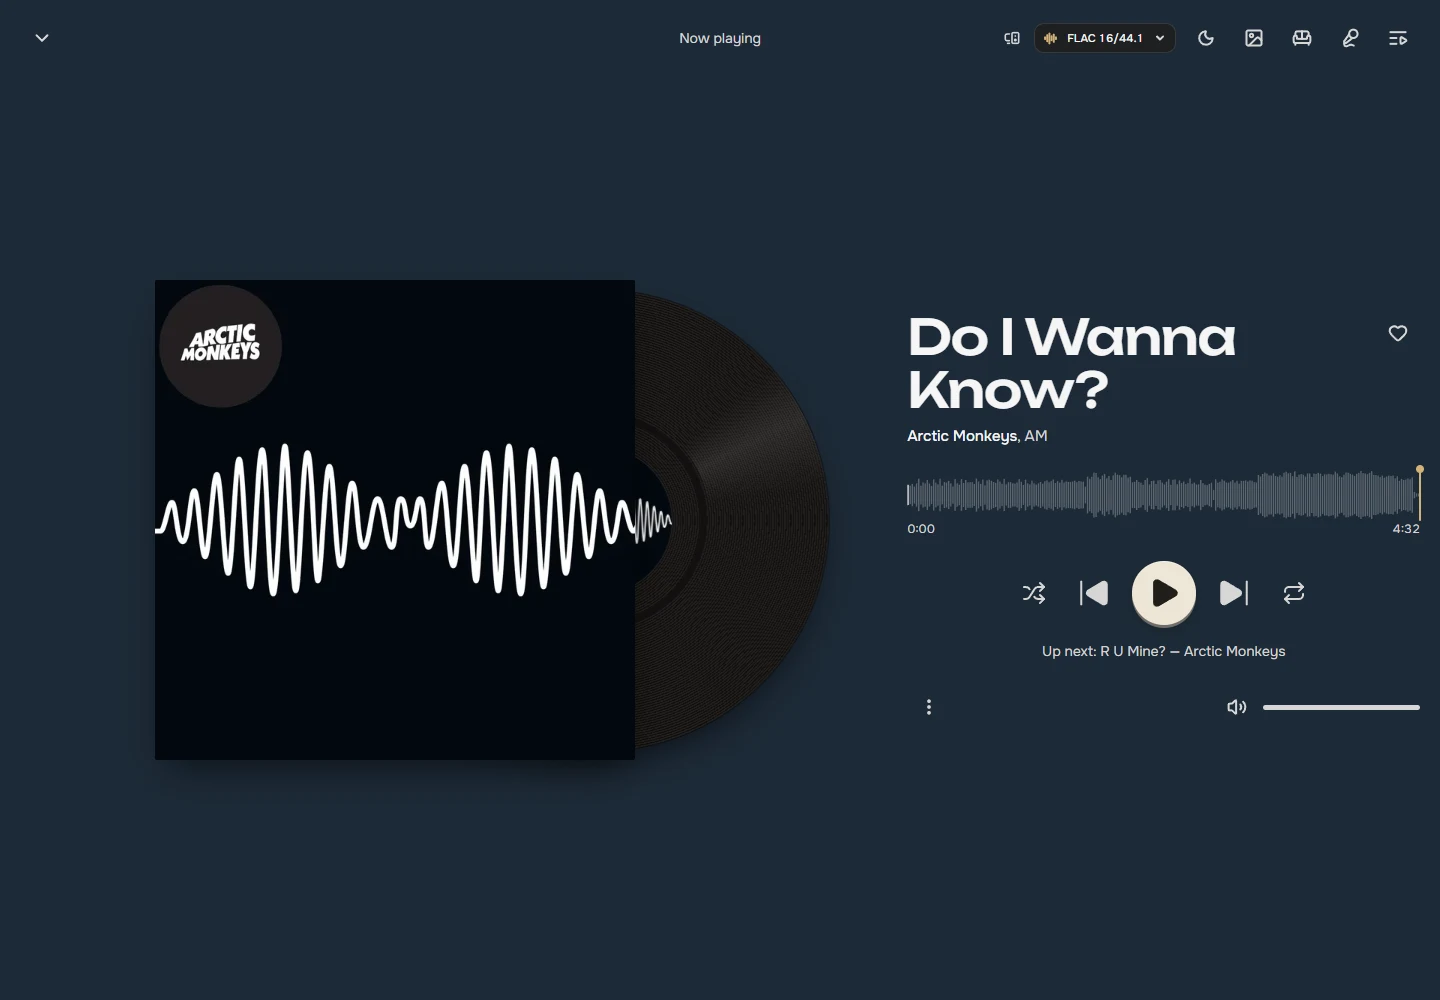 Now playing
FLAC 16/44.1
ARCTIC
MONKEYS
Do I Wanna
Know?
Arctic Monkeys, AM
0:00
4:32
Up next: R U Mine? — Arctic Monkeys